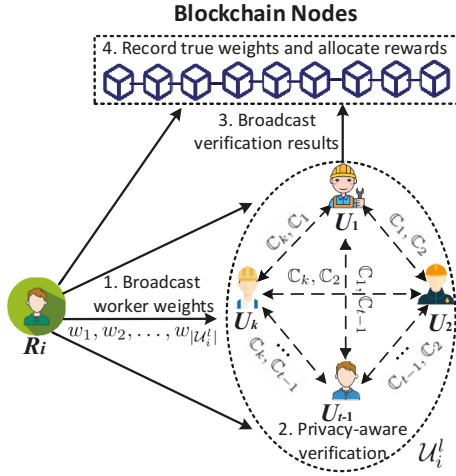 Blockchain Nodes
4. Record true weights and allocate rewards
3. Broadcast
verification results
U₁
ℂₖ, ℂ₁
ℂ₁, ℂ₂
1. Broadcast
worker weights
w₁, w₂, . . . , w_{|𝒰ᵢˡ|}
Rᵢ
ℂₖ, ℂ₂
ℂ₁, ℂₜ₋₁
Uₖ
U₂
ℂₖ, ℂₜ₋₁
...
ℂₜ₋₁, ℂ₂
...
Uₜ₋₁
2. Privacy-aware
verification
𝒰ᵢˡ